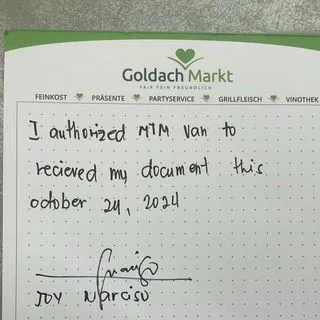 Goldach Markt
FAIR FEIN FREUNDLICH
FEINKOST PRÄSENTE PARTYSERVICE GRILLFLEISCH VINOTHEK
I authorized MTM Van to
recieved my document this
october 24, 2024
JOY Narciso